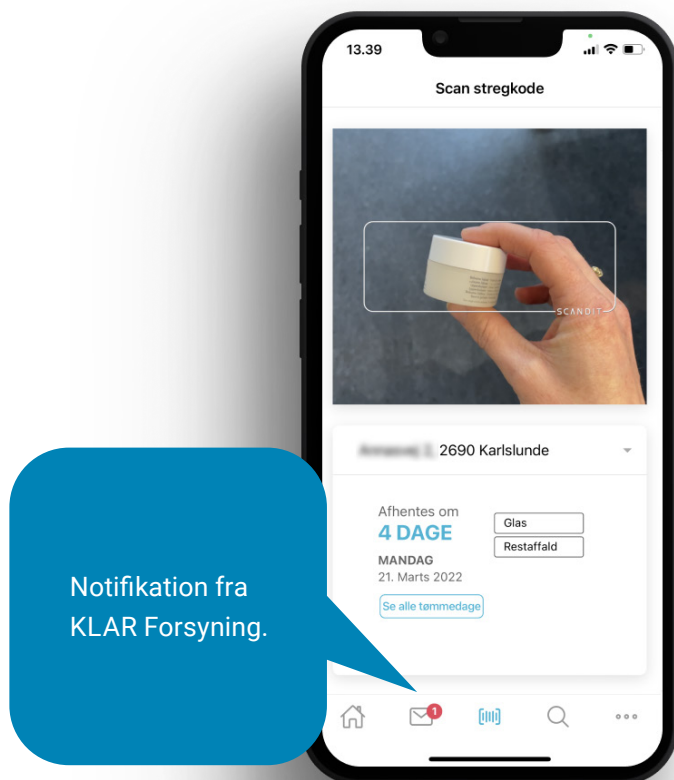 13.39
Scan stregkode
SCANDIT
2690 Karlslunde
Afhentes om
4 DAGE
MANDAG
21. Marts 2022
Se alle tømmedage
Glas
Restaffald
1
Notifikation fra
KLAR Forsyning.